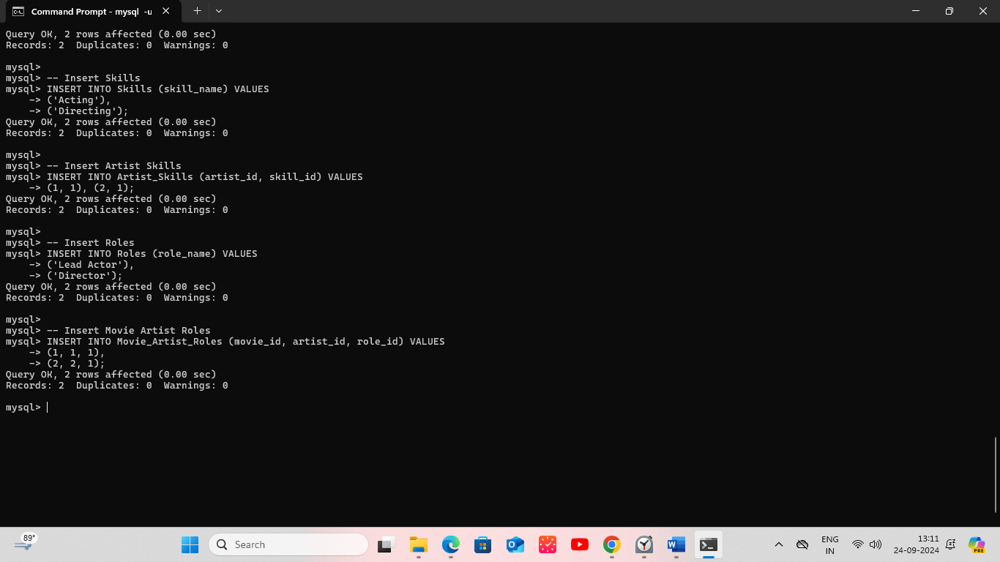 Command Prompt - mysql -u
Query OK, 2 rows affected (0.00 sec)
Records: 2  Duplicates: 0  Warnings: 0
mysql>
mysql> -- Insert Skills
mysql> INSERT INTO Skills (skill_name) VALUES
    -> ('Acting'),
    -> ('Directing');
Query OK, 2 rows affected (0.00 sec)
Records: 2  Duplicates: 0  Warnings: 0
mysql>
mysql> -- Insert Artist Skills
mysql> INSERT INTO Artist_Skills (artist_id, skill_id) VALUES
    -> (1, 1), (2, 1);
Query OK, 2 rows affected (0.00 sec)
Records: 2  Duplicates: 0  Warnings: 0
mysql>
mysql> -- Insert Roles
mysql> INSERT INTO Roles (role_name) VALUES
    -> ('Lead Actor'),
    -> ('Director');
Query OK, 2 rows affected (0.00 sec)
Records: 2  Duplicates: 0  Warnings: 0
mysql>
mysql> -- Insert Movie Artist Roles
mysql> INSERT INTO Movie_Artist_Roles (movie_id, artist_id, role_id) VALUES
    -> (1, 1, 1),
    -> (2, 2, 1);
Query OK, 2 rows affected (0.00 sec)
Records: 2  Duplicates: 0  Warnings: 0
mysql>
89°
Search
ENG
IN
13:11
24-09-2024
PRE